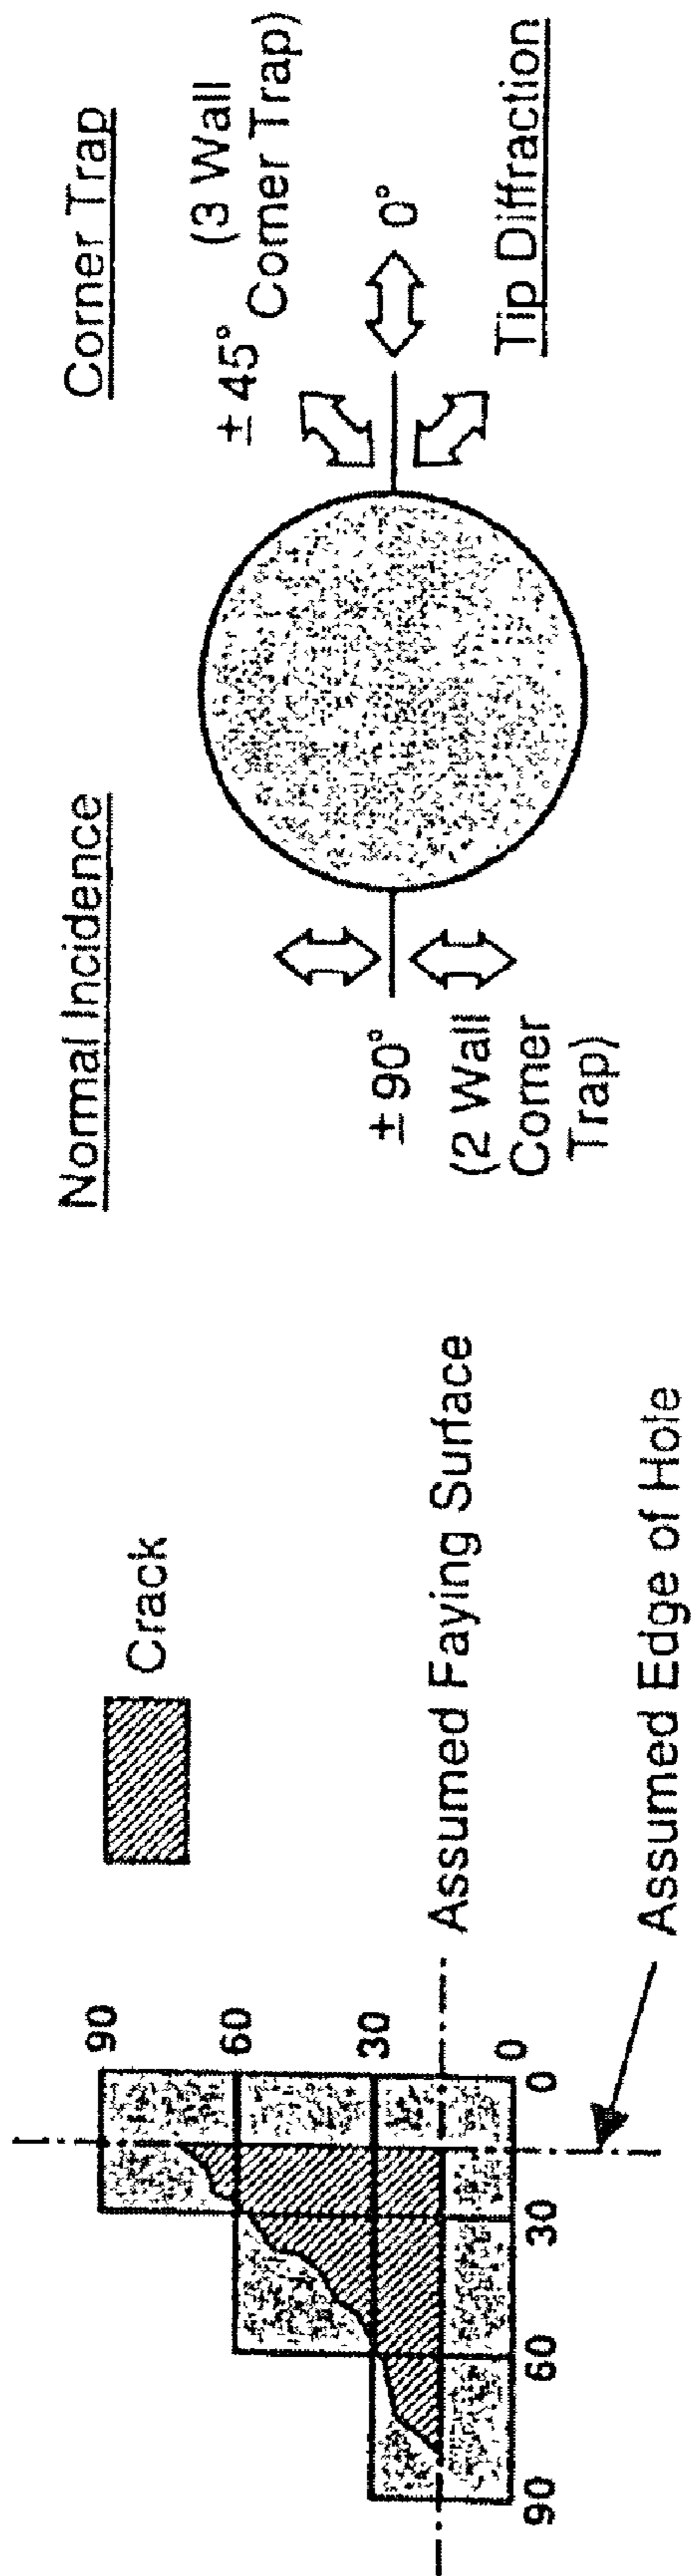 Crack
90
60
30
0
90
60
30
0
Assumed Faying Surface
Assumed Edge of Hole
Normal Incidence
± 90°
(2 Wall
Corner
Trap)
Corner Trap
± 45°
(3 Wall
Corner Trap)
0°
Tip Diffraction